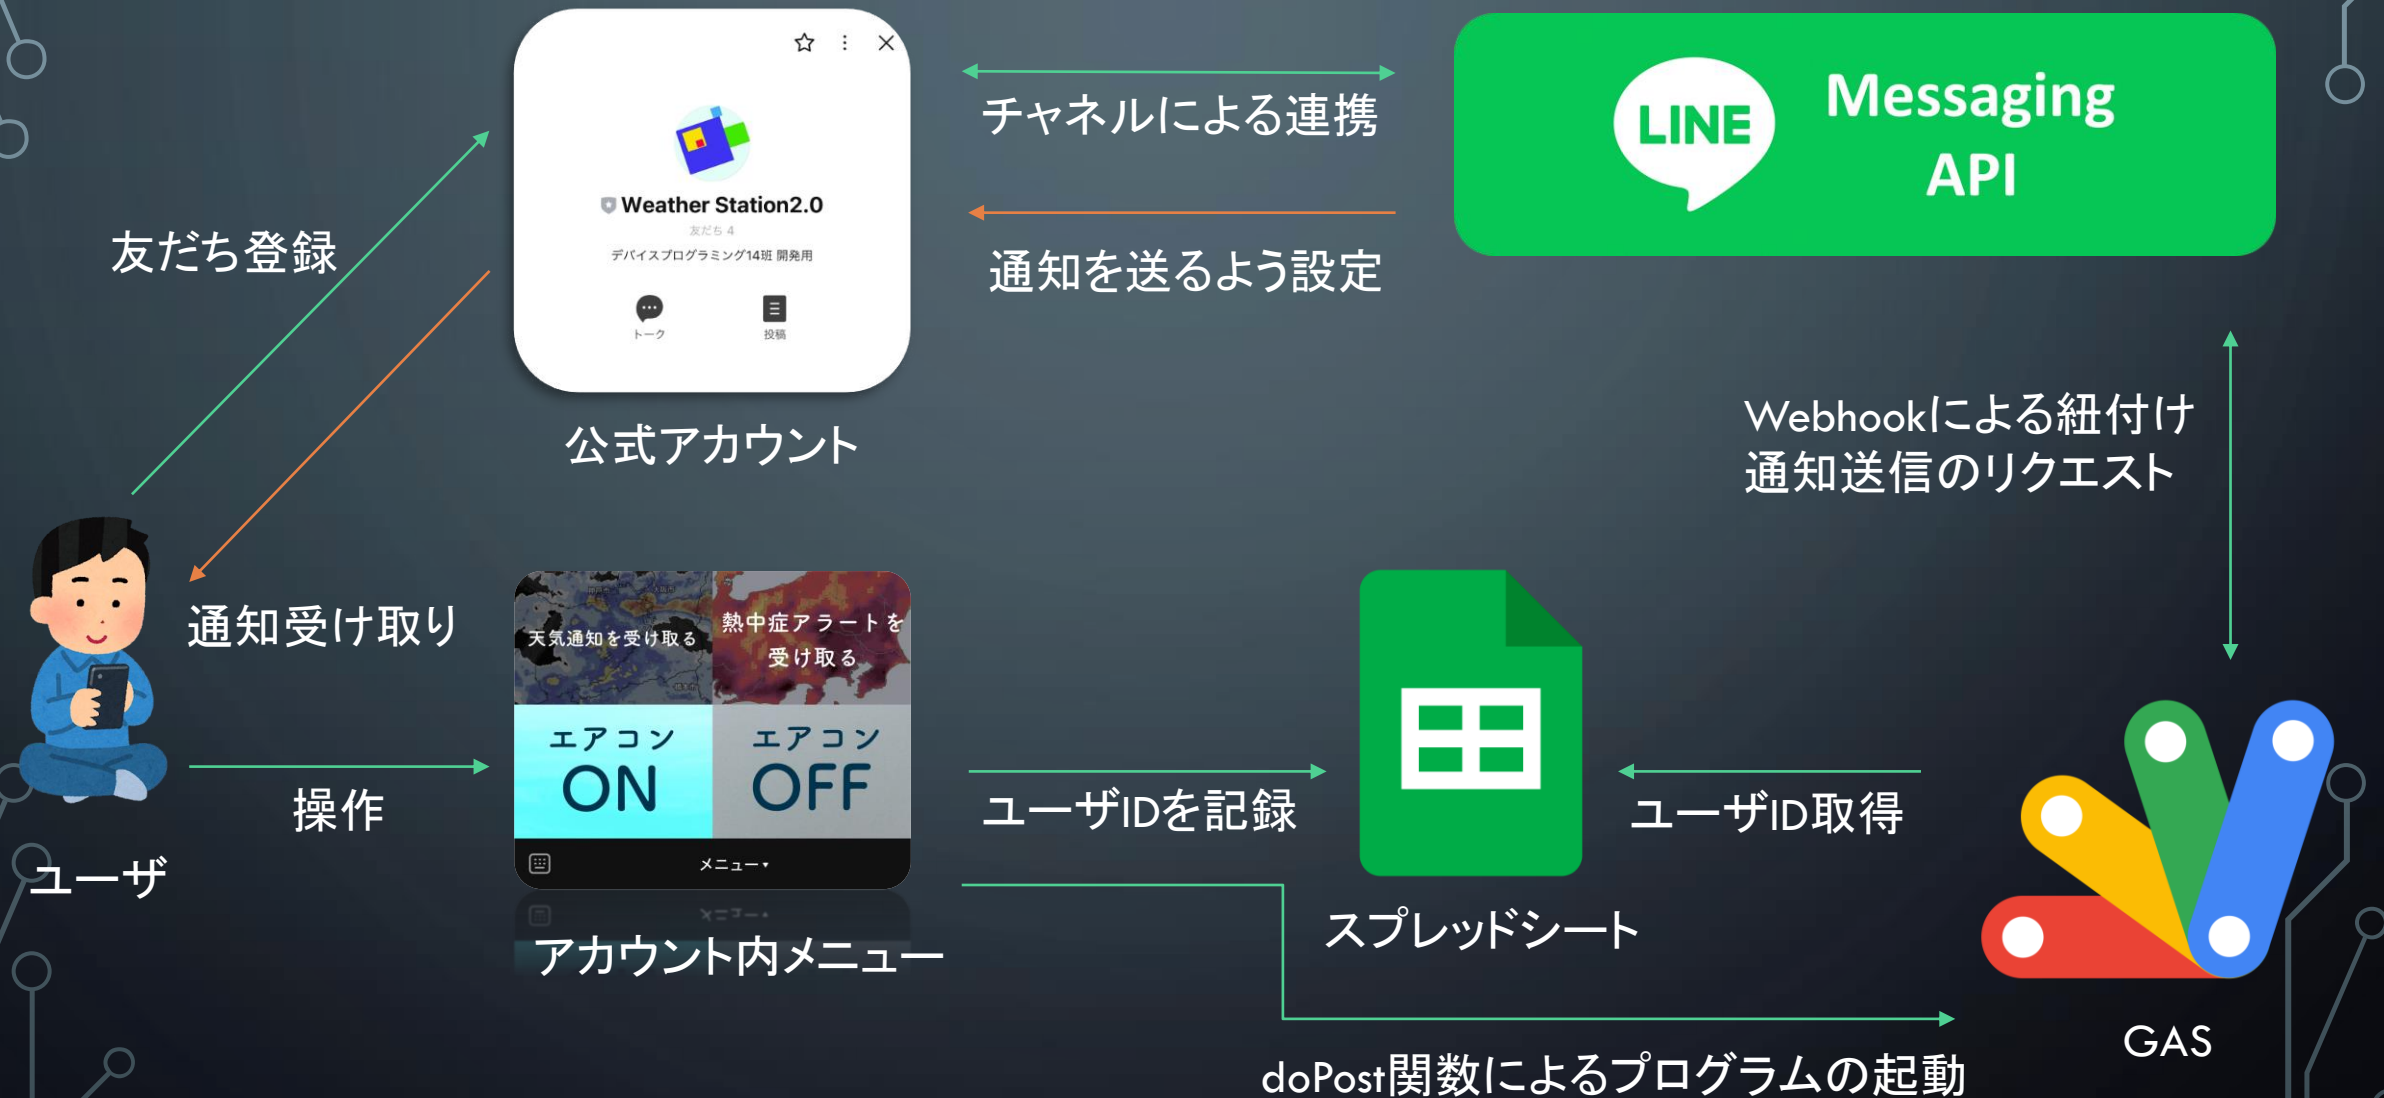 チャネルによる連携
LINE
Messaging
API
Weather Station2.0
友だち 4
デバイスプログラミング14班 開発用
トーク
投稿
友だち登録
通知を送るよう設定
公式アカウント
Webhookによる紐付け
通知送信のリクエスト
通知受け取り
天気通知を受け取る
熱中症アラートを
受け取る
エアコン
ON
エアコン
OFF
メニュー▾
操作
ユーザ
アカウント内メニュー
ユーザIDを記録
ユーザID取得
スプレッドシート
GAS
doPost関数によるプログラムの起動